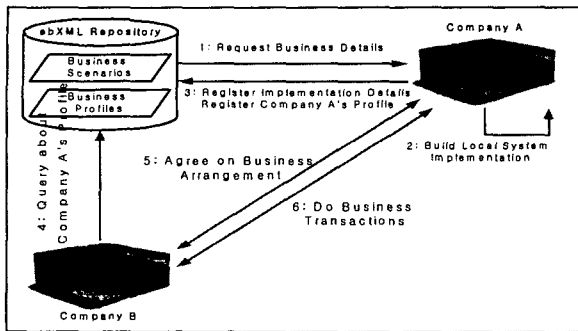 ebXML Repository
Business
Scenarios
Business
Profiles
Company A
1: Request Business Details
3: Register Implementation Details
Register Company A's Profile
2: Build Local System
Implementation
4: Query about
Company A's Profile
5: Agree on Business
Arrangement
6: Do Business
Transactions
Company B